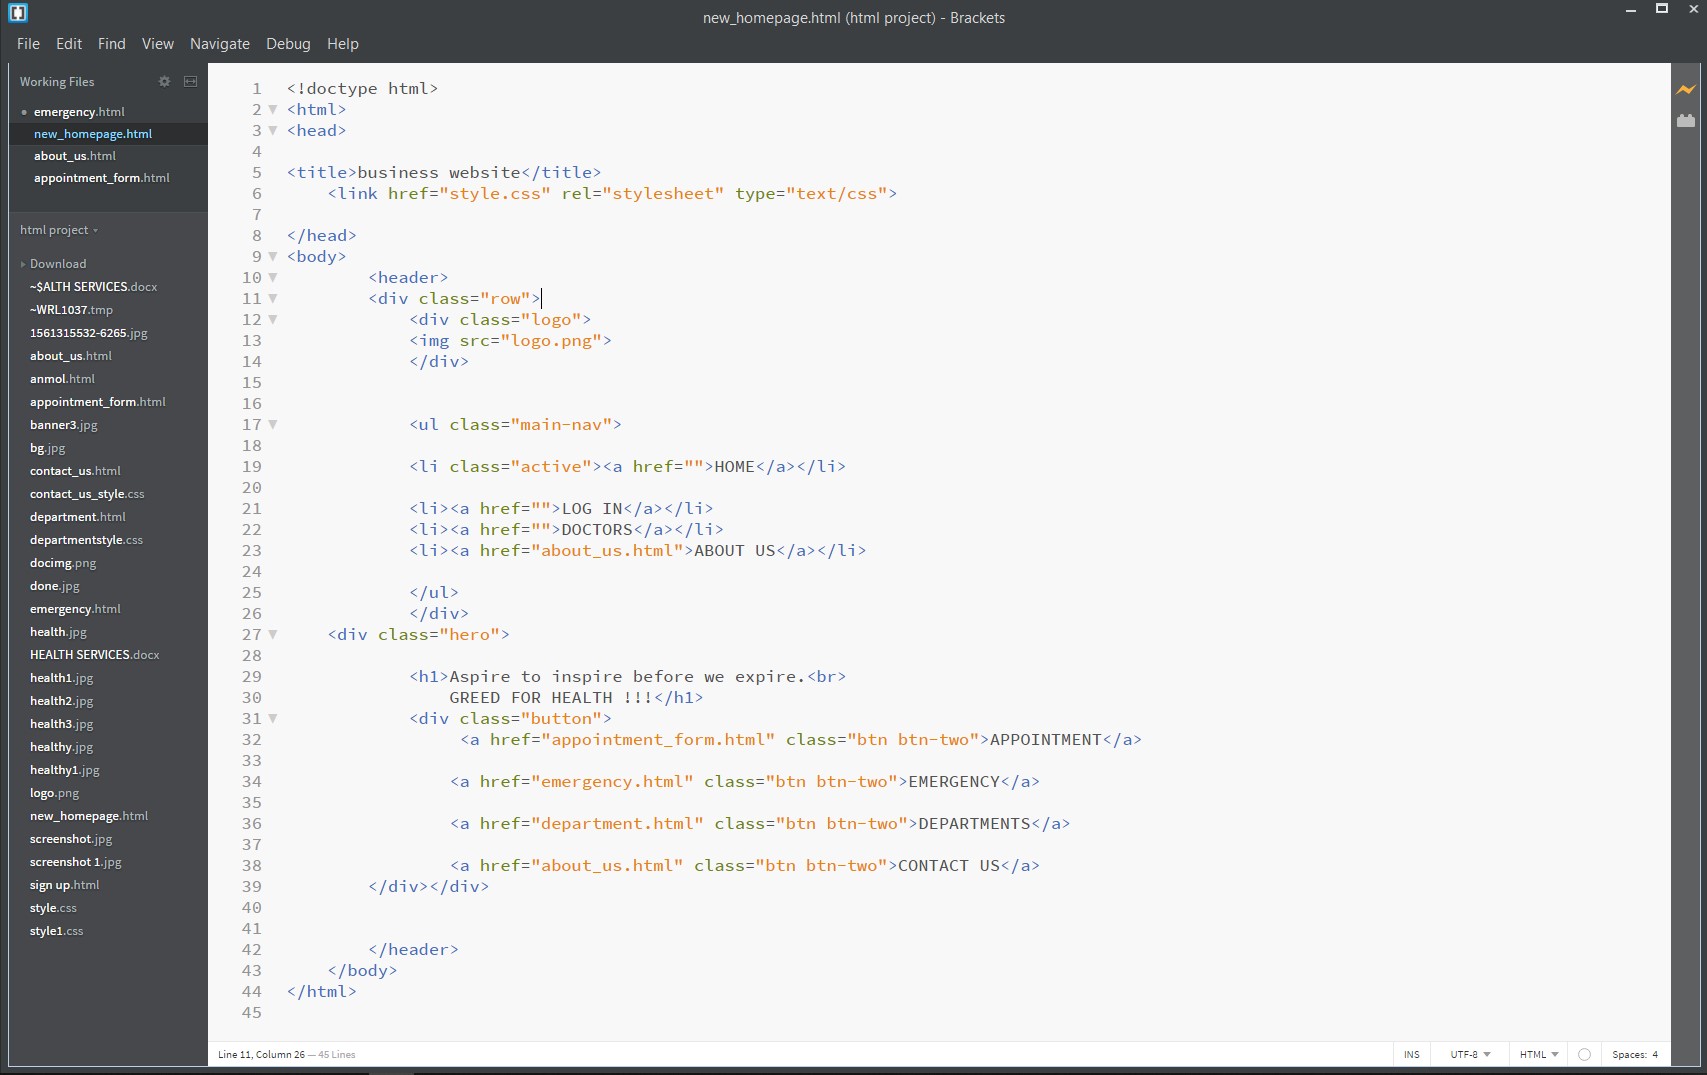 new_homepage.html (html project) - Brackets
File Edit Find View Navigate Debug Help
Working Files
emergency.html
new_homepage.html
about_us.html
appointment_form.html
html project
Download
~$ALTH SERVICES.docx
~WRL1037.tmp
1561315532-6265.jpg
about_us.html
anmol.html
appointment_form.html
banner3.jpg
bg.jpg
contact_us.html
contact_us_style.css
department.html
departmentstyle.css
docimg.png
done.jpg
emergency.html
health.jpg
HEALTH SERVICES.docx
health1.jpg
health2.jpg
health3.jpg
healthy.jpg
healthy1.jpg
logo.png
new_homepage.html
screenshot.jpg
screenshot 1.jpg
sign up.html
style.css
style1.css
1 <!doctype html>
2 <html>
3 <head>
4
5 <title>business website</title>
6     <link href="style.css" rel="stylesheet" type="text/css">
7
8 </head>
9 <body>
10         <header>
11         <div class="row">
12             <div class="logo">
13             <img src="logo.png">
14             </div>
15
16
17             <ul class="main-nav">
18
19             <li class="active"><a href="">HOME</a></li>
20
21             <li><a href="">LOG IN</a></li>
22             <li><a href="">DOCTORS</a></li>
23             <li><a href="about_us.html">ABOUT US</a></li>
24
25             </ul>
26             </div>
27     <div class="hero">
28
29             <h1>Aspire to inspire before we expire.<br>
30                 GREED FOR HEALTH !!!</h1>
31             <div class="button">
32                  <a href="appointment_form.html" class="btn btn-two">APPOINTMENT</a>
33
34                 <a href="emergency.html" class="btn btn-two">EMERGENCY</a>
35
36                 <a href="department.html" class="btn btn-two">DEPARTMENTS</a>
37
38                 <a href="about_us.html" class="btn btn-two">CONTACT US</a>
39         </div></div>
40
41
42         </header>
43     </body>
44 </html>
45
Line 11, Column 26 — 45 Lines
INS UTF-8 HTML Spaces: 4